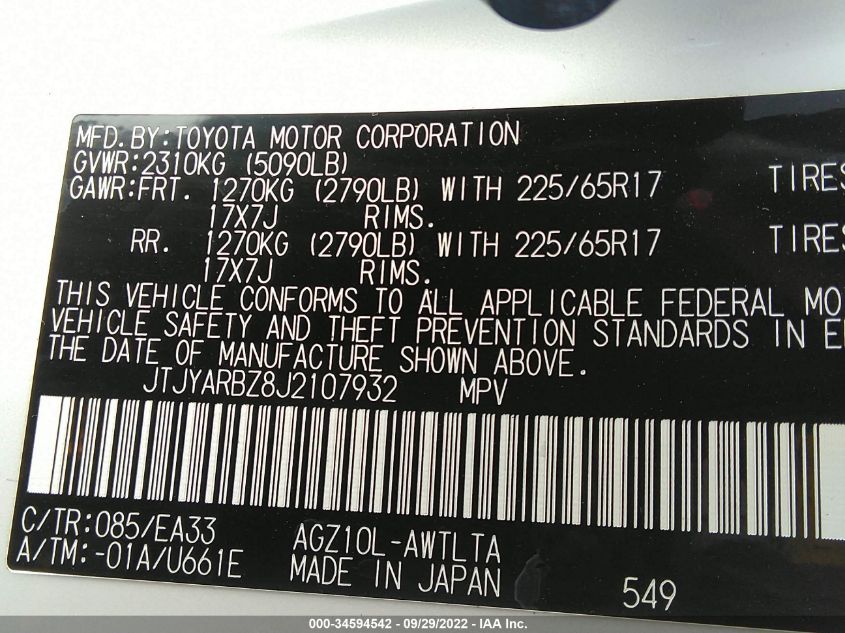 MFD.BY:TOYOTA MOTOR CORPORATION
GVWR:2310KG (5090LB)
GAWR:FRT. 1270KG (2790LB) WITH 225/65R17 TIRES
17X7J RIMS.
RR. 1270KG (2790LB) WITH 225/65R17 TIRES
17X7J RIMS.
THIS VEHICLE CONFORMS TO ALL APPLICABLE FEDERAL MO
VEHICLE SAFETY AND THEFT PREVENTION STANDARDS IN E
THE DATE OF MANUFACTURE SHOWN ABOVE.
JTJYARBZ8J2107932 MPV
C/TR:085/EA33 AGZ10L-AWTLTA
A/TM:-01A/U661E MADE IN JAPAN 549
000-34594542 - 09/29/2022 - IAA Inc.